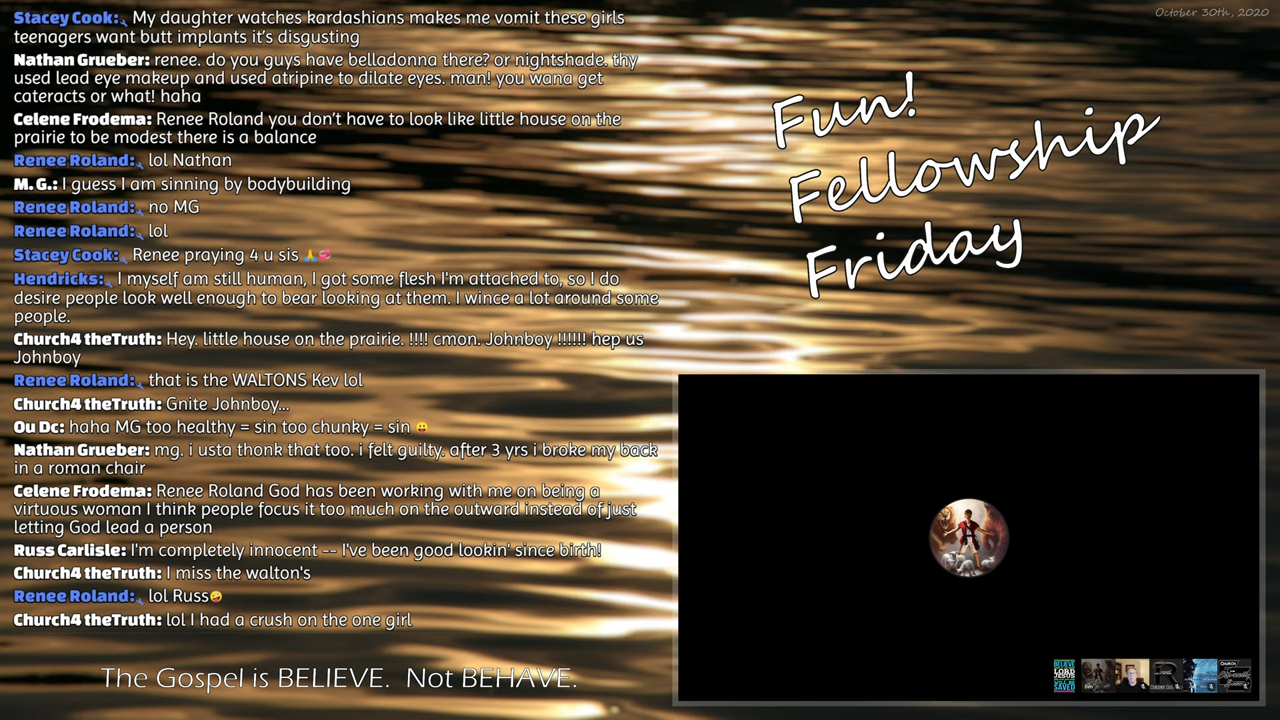 Stacey Cook: My daughter watches kardashians makes me vomit these girls
teenagers want butt implants it's disgusting
Nathan Grueber: renee. do you guys have belladonna there? or nightshade. thy
used lead eye makeup and used atripine to dilate eyes. man! you wana get
cataracts or what! haha
Celene Frodema: Renee Roland you don't have to look like little house on the
prairie to be modest there is a balance
Renee Roland: lol Nathan
M. G.: I guess I am sinning by bodybuilding
Renee Roland: no MG
Renee Roland: lol
Stacey Cook: Renee praying 4 u sis 🙏💞
Hendricks: I myself am still human, I got some flesh I'm attached to, so I do
desire people look well enough to bear looking at them. I wince a lot around some
people.
Church4 theTruth: Hey. little house on the prairie. !!!! cmon. Johnboy !!!!!! hep us
Johnboy
Renee Roland: that is the WALTONS Kev lol
Church4 theTruth: Gnite Johnboy...
Ou Dc: haha MG too healthy = sin too chunky = sin 😛
Nathan Grueber: mg. i usta thonk that too. i felt guilty. after 3 yrs i broke my back
in a roman chair
Celene Frodema: Renee Roland God has been working with me on being a
virtuous woman I think people focus it too much on the outward instead of just
letting God lead a person
Russ Carlisle: I'm completely innocent -- I've been good lookin' since birth!
Church4 theTruth: I miss the walton's
Renee Roland: lol Russ🤪
Church4 theTruth: lol I had a crush on the one girl
The Gospel is BELIEVE. Not BEHAVE.
October 30th, 2020
Fun!
Fellowship
Friday
BELIEVE
LORD
JESUS
SAVED
CHURCH